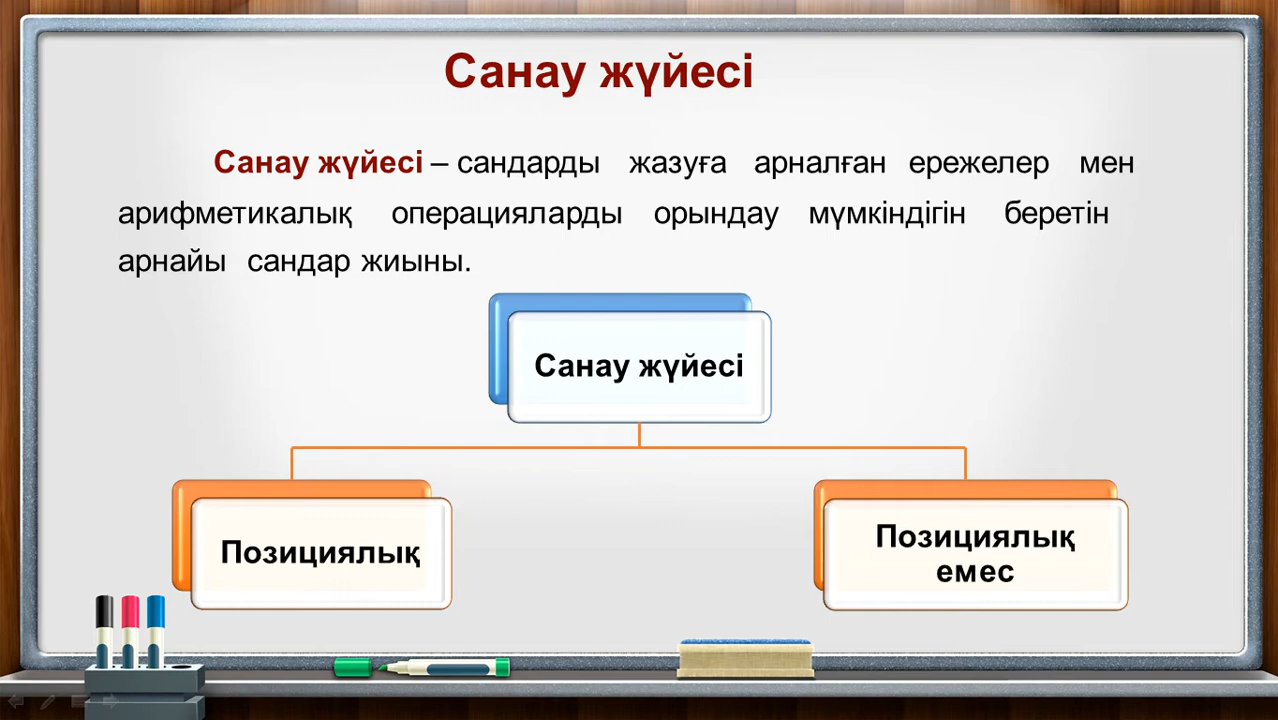 Санау жүйесі
Санау жүйесі – сандарды жазуға арналған ережелер мен
арифметикалық операцияларды орындау мүмкіндігін беретін
арнайы сандар жиыны.
Санау жүйесі
Позициялық
Позициялық
емес